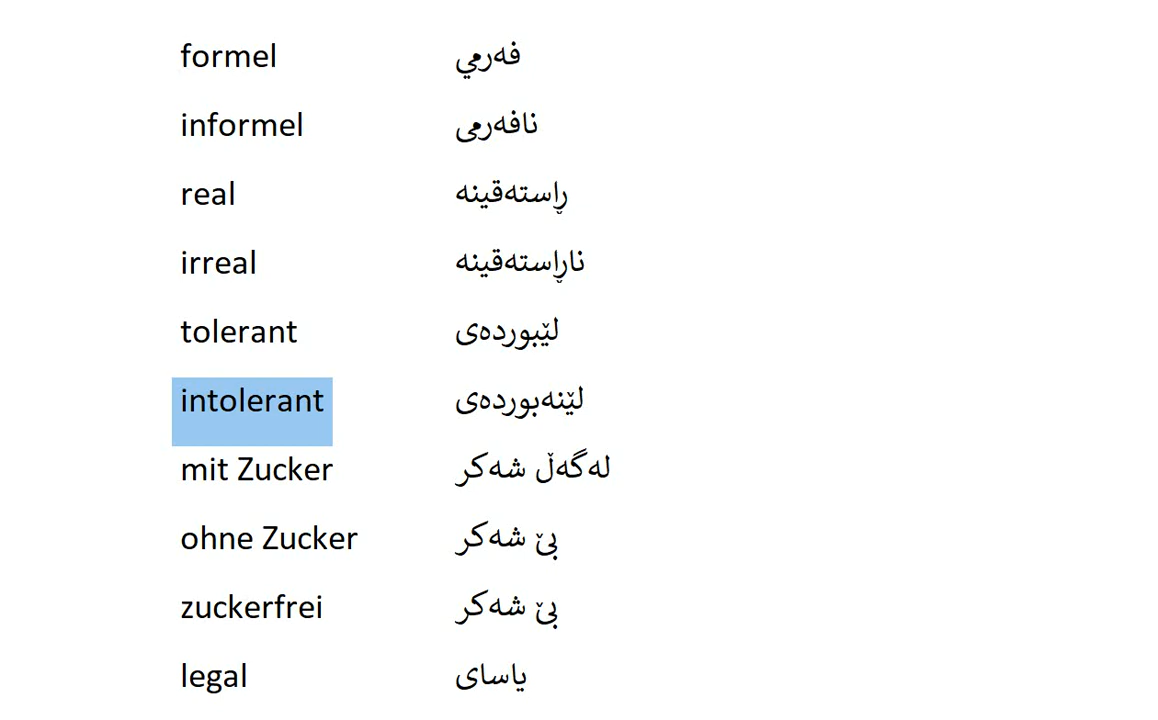 formel فەرمي
informel نافەرمی
real ڕاستەقینە
irreal ناڕاستەقینە
tolerant لێبوردەی
intolerant لێنەبوردەی
mit Zucker لەگەڵ شەکر
ohne Zucker بێ شەکر
zuckerfrei بێ شەکر
legal یاسای